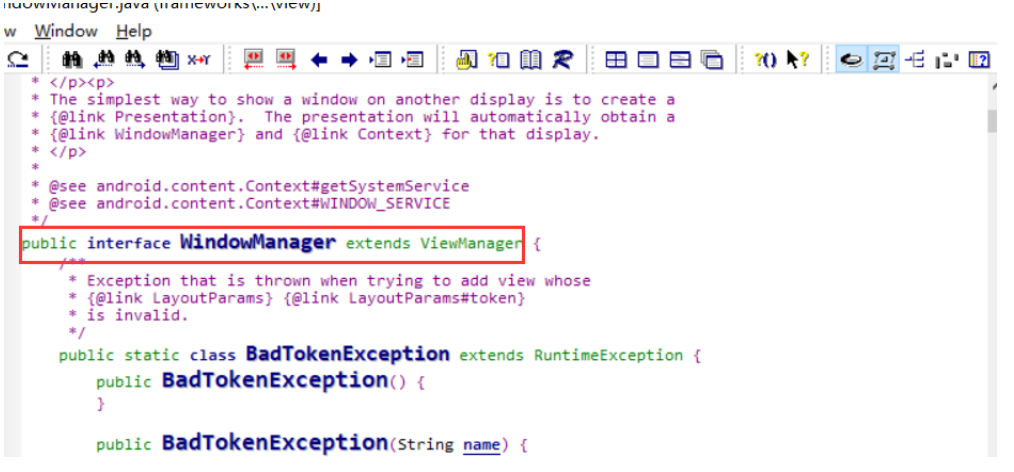 ndowManager.java (frameworks\...\view)]
w Window Help
* </p><p>
* The simplest way to show a window on another display is to create a
* {@link Presentation}. The presentation will automatically obtain a
* {@link WindowManager} and {@link Context} for that display.
* </p>
*
* @see android.content.Context#getSystemService
* @see android.content.Context#WINDOW_SERVICE
*/
public interface WindowManager extends ViewManager {
/**
* Exception that is thrown when trying to add view whose
* {@link LayoutParams} {@link LayoutParams#token}
* is invalid.
*/
public static class BadTokenException extends RuntimeException {
public BadTokenException() {
}
public BadTokenException(String name) {